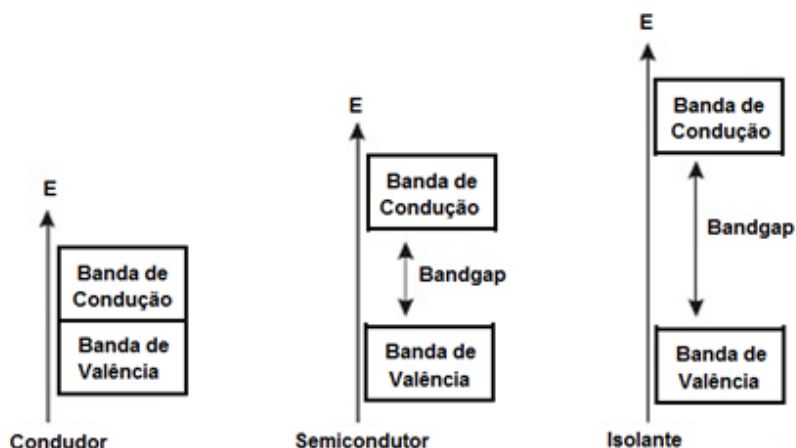 E
Banda de
Condução
Banda de
Valência
Condudor
E
Banda de
Condução
Bandgap
Banda de
Valência
Semicondutor
E
Banda de
Condução
Bandgap
Banda de
Valência
Isolante